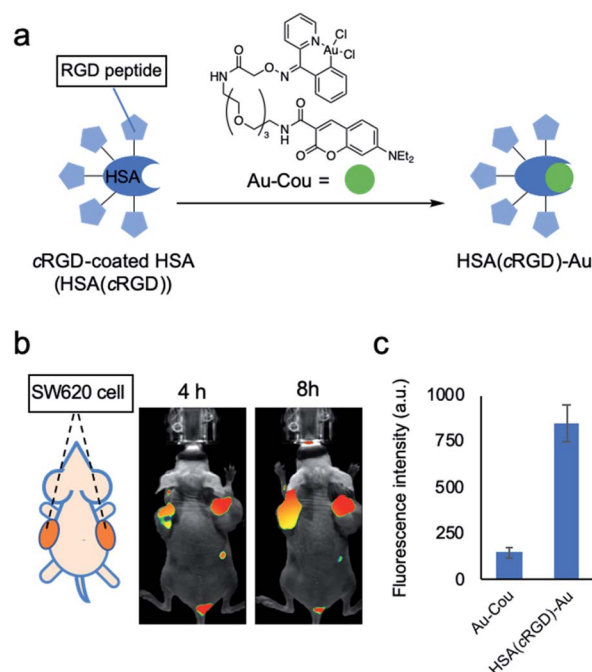 a
RGD peptide
HSA
cRGD-coated HSA
(HSA(cRGD))
N
Au
Cl
Cl
O
O
N
HN
O
3
O
N
H
O
O
NEt2
Au-Cou =
HSA(cRGD)-Au
b
SW620 cell
4 h
8h
c
Fluorescence intensity (a.u.)
1000
750
500
250
0
Au-Cou
HSA(cRGD)-Au